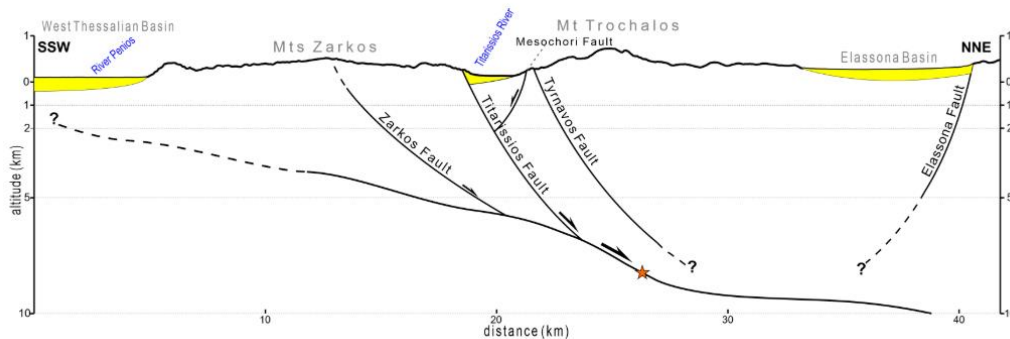 West Thessalian Basin
SSW
River Penios
Mts Zarkos
Titarissios River
Mt Trochalos
Mesochori Fault
Elassona Basin
NNE
1
0
1
2
5
10
altitude (km)
?
Zarkos Fault
Titarissios Fault
Tyrnavos Fault
?
?
Elassona Fault
1
0
1
2
5
10
20
30
40
distance (km)